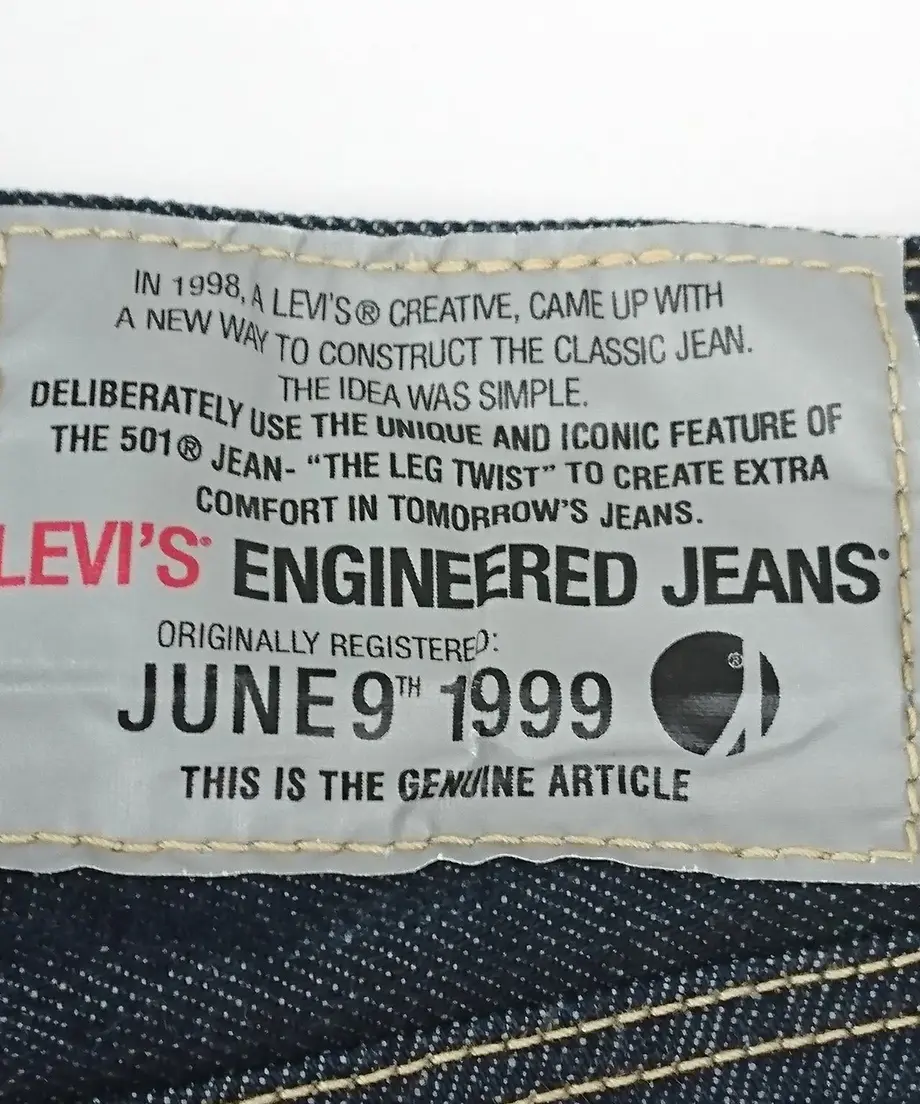 IN 1998, A LEVI'S® CREATIVE, CAME UP WITH
A NEW WAY TO CONSTRUCT THE CLASSIC JEAN.
THE IDEA WAS SIMPLE.
DELIBERATELY USE THE UNIQUE AND ICONIC FEATURE OF
THE 501® JEAN- “THE LEG TWIST” TO CREATE EXTRA
COMFORT IN TOMORROW'S JEANS.
LEVI'S® ENGINEERED JEANS®
ORIGINALLY REGISTERED:
JUNE 9TH 1999
®
THIS IS THE GENUINE ARTICLE